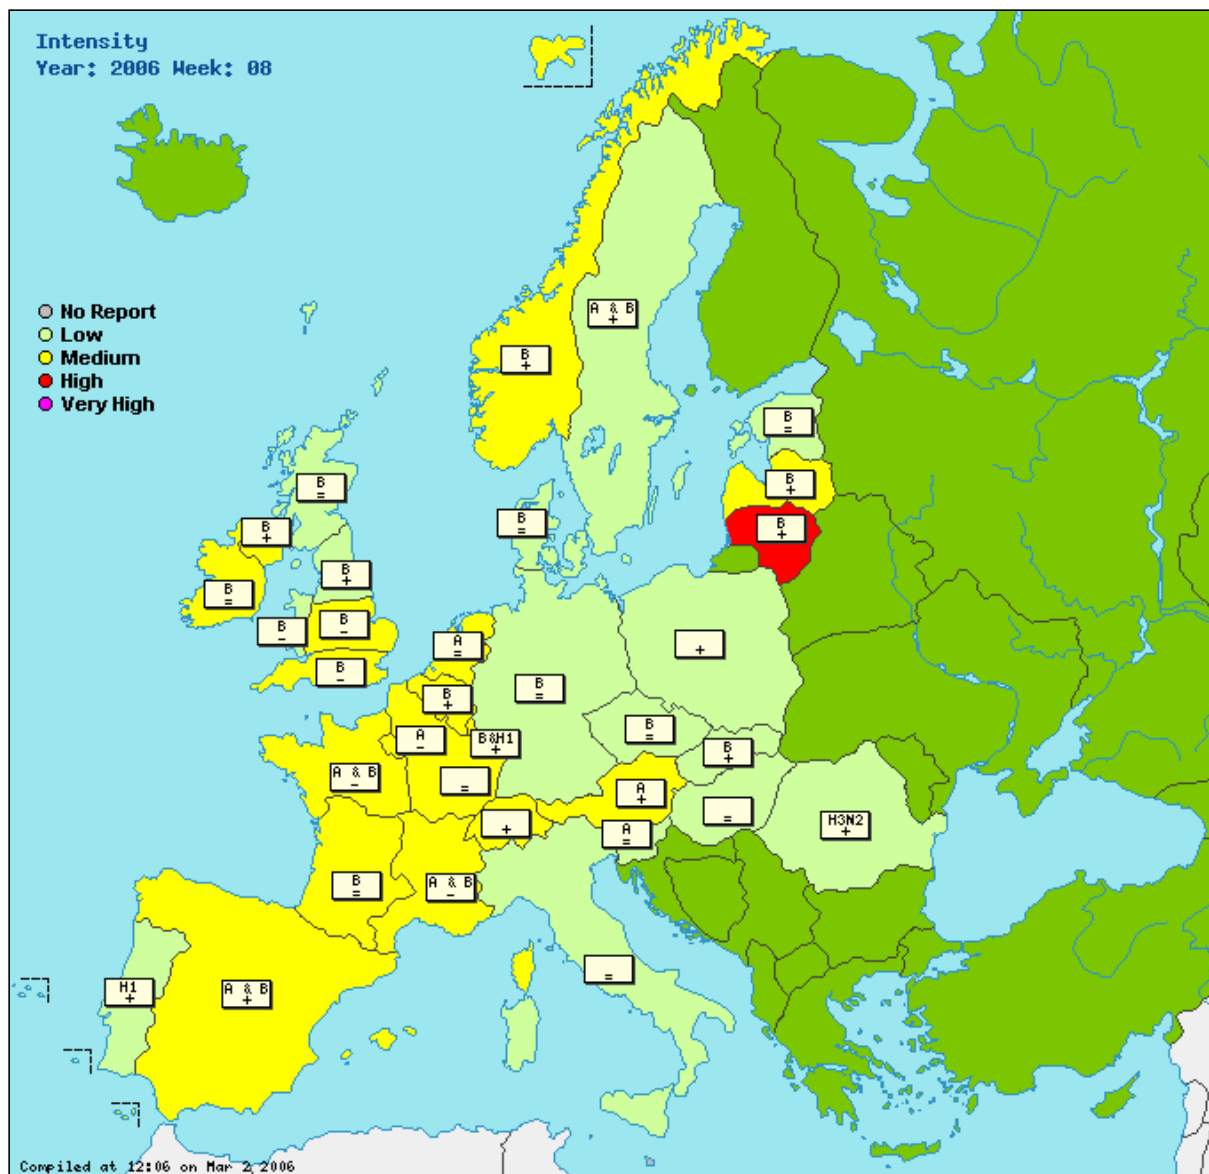 Intensity
Year: 2006 Week: 08
No Report
Low
Medium
High
Very High
A & B
+
B
+
B
=
B
+
B
+
B
=
B
=
B
+
B
=
B
+
B
-
B
-
B
-
A
=
B
+
B
=
+
A
-
B&H1
+
B
=
B
+
A & B
-
=
A
+
=
+
A
=
H3N2
+
B
=
A & B
-
=
H1
+
A & B
+
Compiled at 12:06 on Mar 2 2006